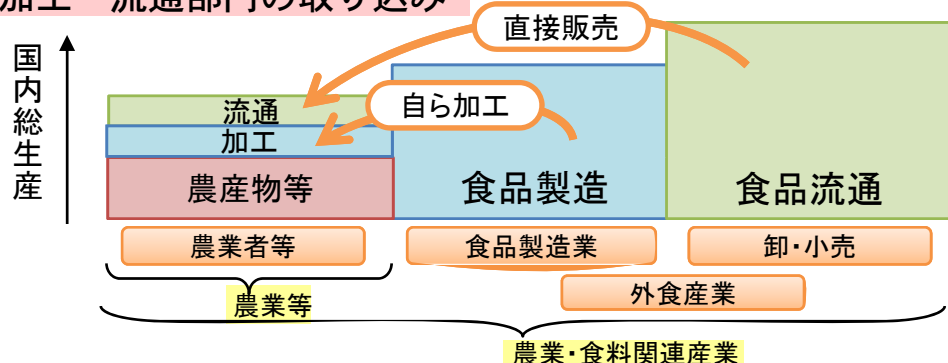 加工・流通部門の取り込み
国内総生産
直接販売
自ら加工
流通
加工
農産物等
食品製造
食品流通
農業者等
食品製造業
卸・小売
外食産業
農業等
農業・食料関連産業